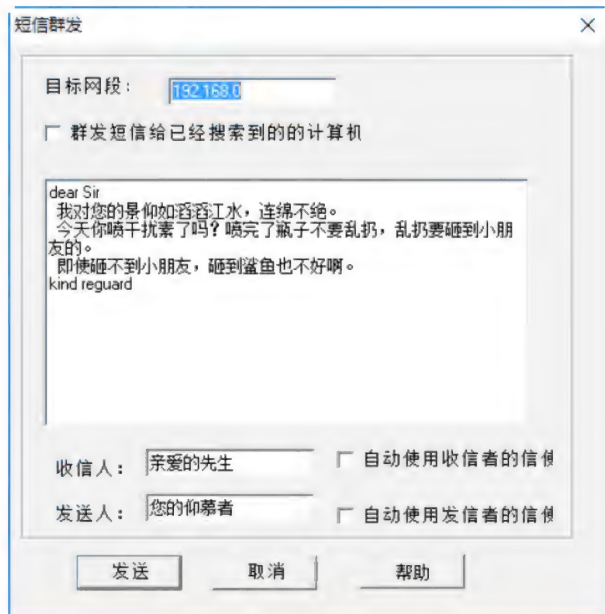 短信群发
目标网段：
192.168.0
群发短信给已经搜索到的的计算机
dear Sir
我对您的景仰如滔滔江水，连绵不绝。
今天你喷干扰素了吗？喷完了瓶子不要乱扔，乱扔要砸到小朋
友的。
即使砸不到小朋友，砸到鲨鱼也不好啊。
kind reguard
收信人：
亲爱的先生
自动使用收信者的信使
发送人：
您的仰慕者
自动使用发信者的信使
发送
取消
帮助